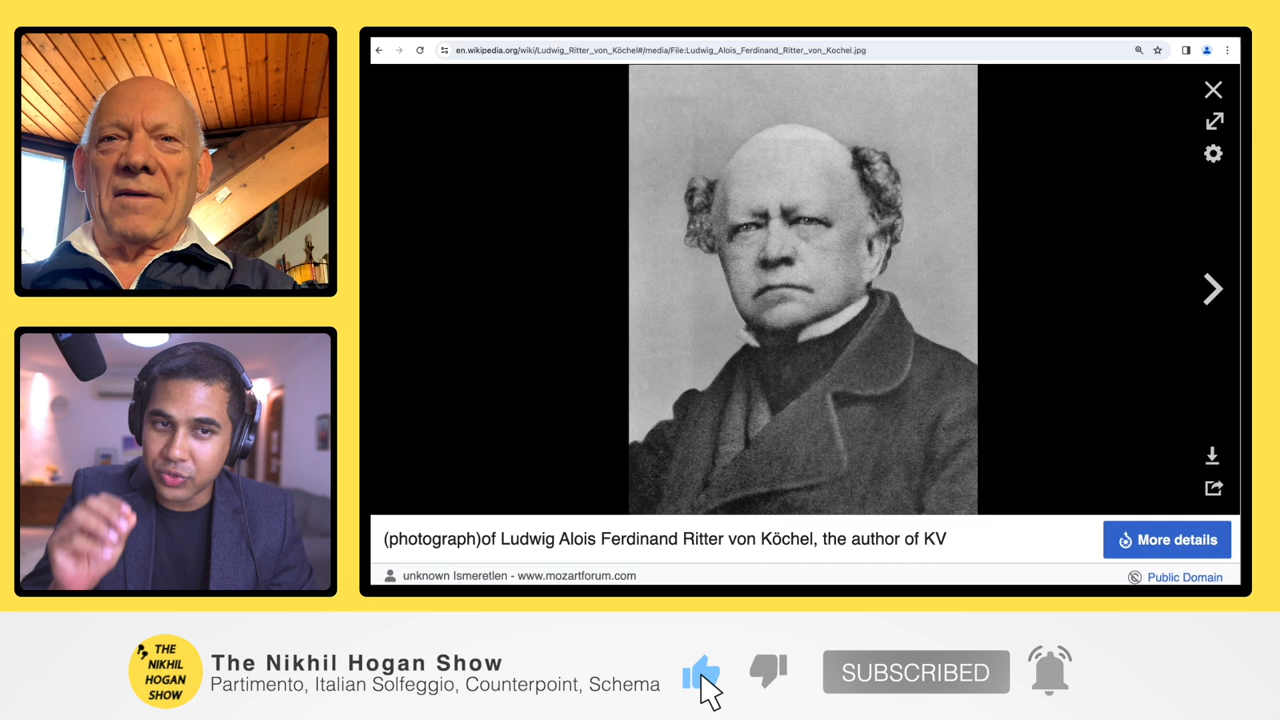 en.wikipedia.org/wiki/Ludwig_Ritter_von_Köchel#/media/File:Ludwig_Alois_Ferdinand_Ritter_von_Kochel.jpg
(photograph)of Ludwig Alois Ferdinand Ritter von Köchel, the author of KV
More details
unknown Ismeretlen - www.mozartforum.com
Public Domain
THE
NIKHIL
HOGAN
SHOW
The Nikhil Hogan Show
Partimento, Italian Solfeggio, Counterpoint, Schema
SUBSCRIBED